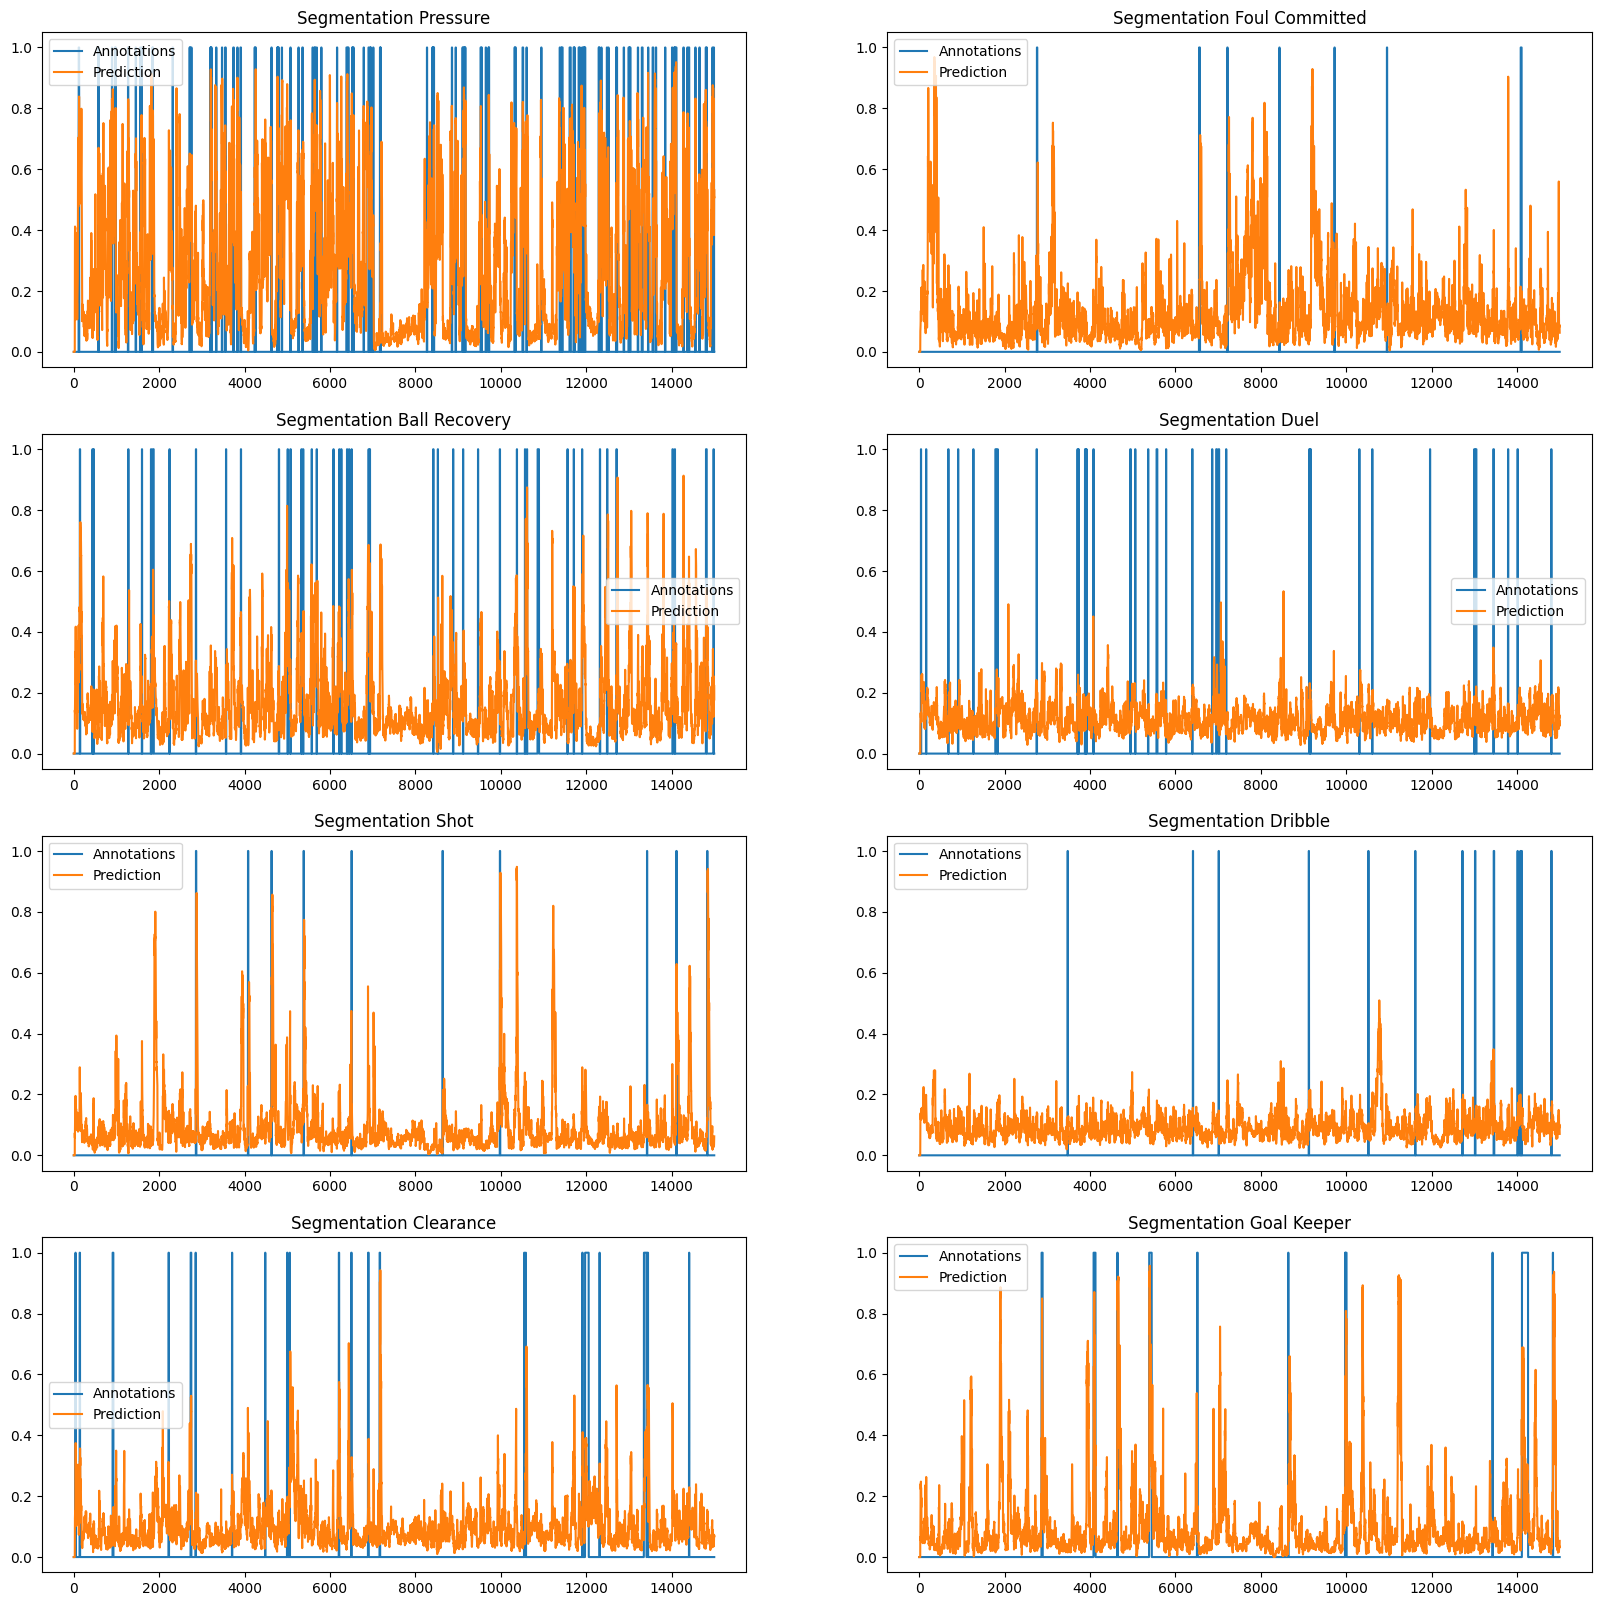 Segmentation Pressure
1.0
0.8
0.6
0.4
0.2
0.0
Annotations
Prediction
0 2000 4000 6000 8000 10000 12000 14000
Segmentation Foul Committed
1.0
0.8
0.6
0.4
0.2
0.0
Annotations
Prediction
0 2000 4000 6000 8000 10000 12000 14000
Segmentation Ball Recovery
1.0
0.8
0.6
0.4
0.2
0.0
Annotations
Prediction
0 2000 4000 6000 8000 10000 12000 14000
Segmentation Duel
1.0
0.8
0.6
0.4
0.2
0.0
Annotations
Prediction
0 2000 4000 6000 8000 10000 12000 14000
Segmentation Shot
1.0
0.8
0.6
0.4
0.2
0.0
Annotations
Prediction
0 2000 4000 6000 8000 10000 12000 14000
Segmentation Dribble
1.0
0.8
0.6
0.4
0.2
0.0
Annotations
Prediction
0 2000 4000 6000 8000 10000 12000 14000
Segmentation Clearance
1.0
0.8
0.6
0.4
0.2
0.0
Annotations
Prediction
0 2000 4000 6000 8000 10000 12000 14000
Segmentation Goal Keeper
1.0
0.8
0.6
0.4
0.2
0.0
Annotations
Prediction
0 2000 4000 6000 8000 10000 12000 14000